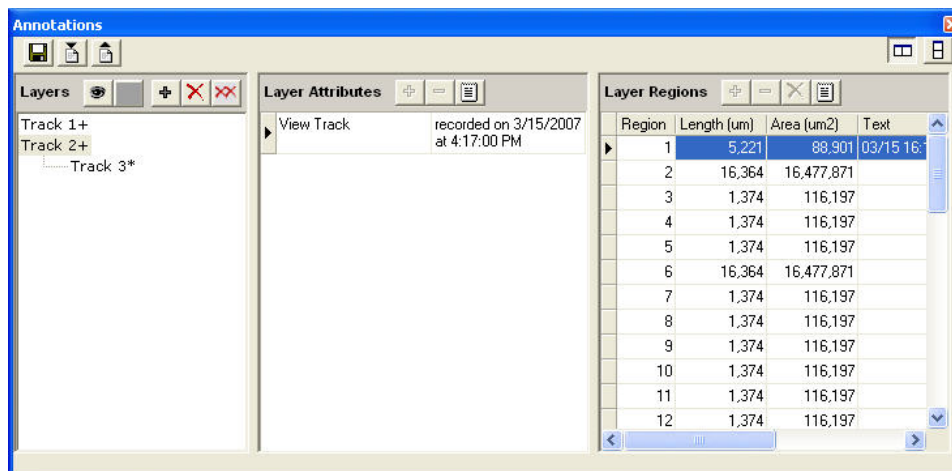 Annotations
Layers
Layer Attributes
Layer Regions
Track 1+
Track 2+
Track 3*
View Track recorded on 3/15/2007
at 4:17:00 PM
Region Length (um) Area (um2) Text
1 5,221 88,901 03/15 16:1
2 16,364 16,477,871
3 1,374 116,197
4 1,374 116,197
5 1,374 116,197
6 16,364 16,477,871
7 1,374 116,197
8 1,374 116,197
9 1,374 116,197
10 1,374 116,197
11 1,374 116,197
12 1,374 116,197